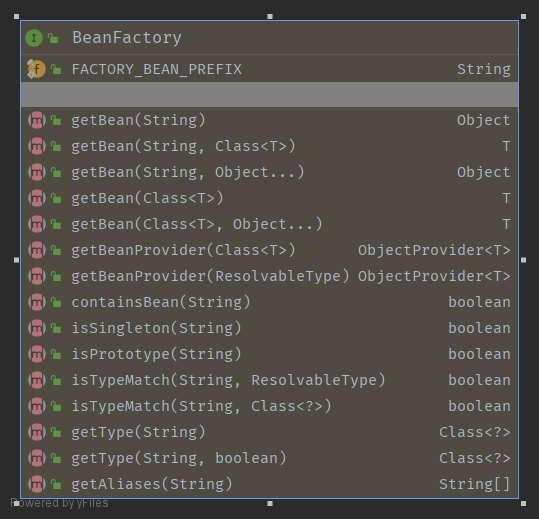 I BeanFactory
f FACTORY_BEAN_PREFIX String
m getBean(String) Object
m getBean(String, Class<T>) T
m getBean(String, Object...) Object
m getBean(Class<T>) T
m getBean(Class<T>, Object...) T
m getBeanProvider(Class<T>) ObjectProvider<T>
m getBeanProvider(ResolvableType) ObjectProvider<T>
m containsBean(String) boolean
m isSingleton(String) boolean
m isPrototype(String) boolean
m isTypeMatch(String, ResolvableType) boolean
m isTypeMatch(String, Class<?>) boolean
m getType(String) Class<?>
m getType(String, boolean) Class<?>
m getAliases(String) String[]
Powered by yFiles